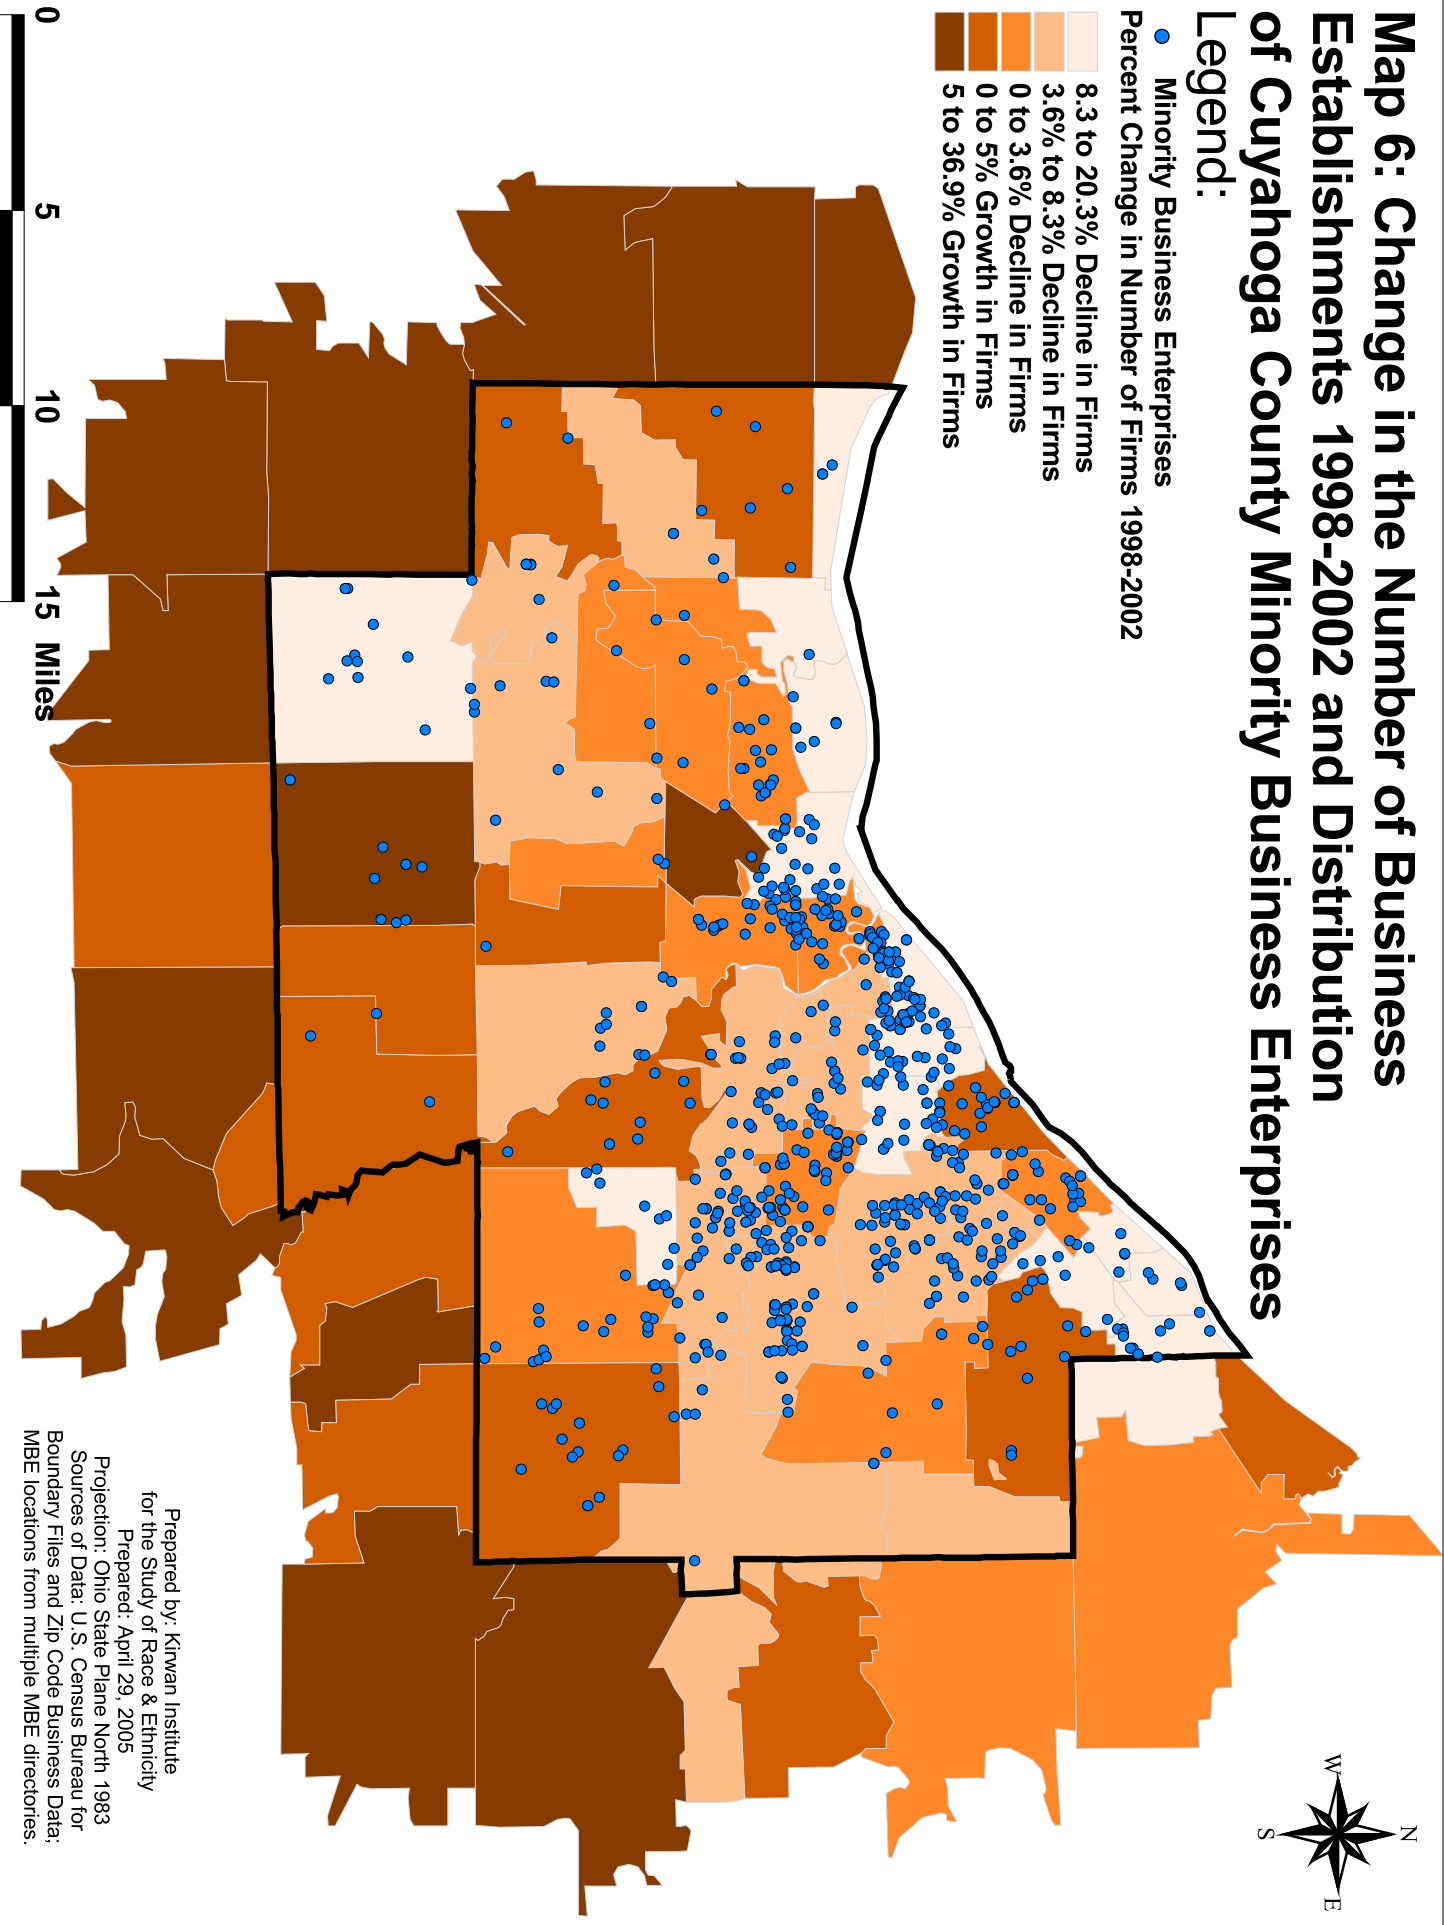 Map 6: Change in the Number of Business
Establishments 1998-2002 and Distribution
of Cuyahoga County Minority Business Enterprises
Legend:
Minority Business Enterprises
Percent Change in Number of Firms 1998-2002
8.3 to 20.3% Decline in Firms
3.6% to 8.3% Decline in Firms
0 to 3.6% Decline in Firms
0 to 5% Growth in Firms
5 to 36.9% Growth in Firms
N
W E
S
0 5 10 15 Miles
Prepared by: Kirwan Institute
for the Study of Race & Ethnicity
Prepared: April 29, 2005
Projection: Ohio State Plane North 1983
Sources of Data: U.S. Census Bureau for
Boundary Files and Zip Code Business Data;
MBE locations from multiple MBE directories.